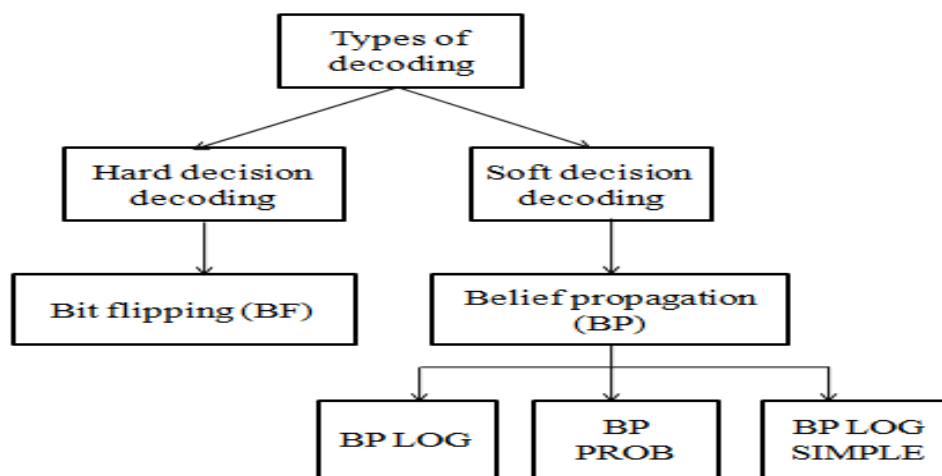 Types of
decoding
Hard decision
decoding
Soft decision
decoding
Bit flipping (BF)
Belief propagation
(BP)
BP LOG
BP
PROB
BP LOG
SIMPLE